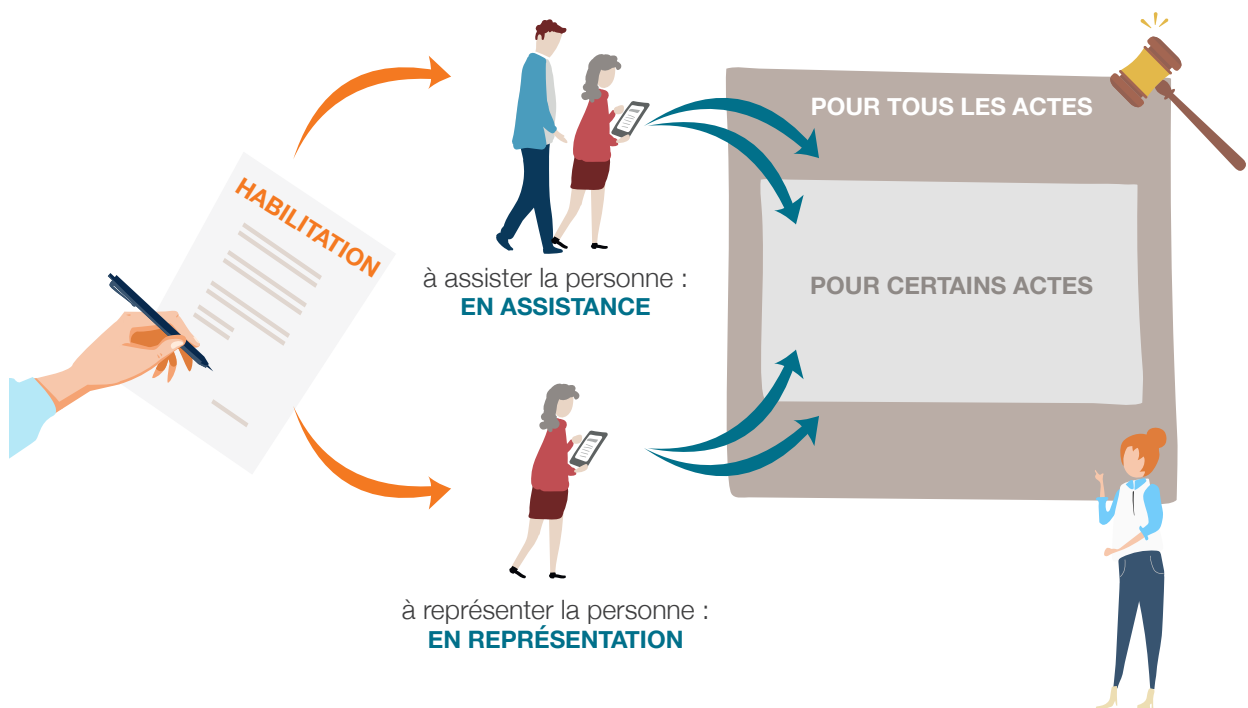 HABILITATION
à assister la personne :
EN ASSISTANCE
à représenter la personne :
EN REPRÉSENTATION
POUR TOUS LES ACTES
POUR CERTAINS ACTES